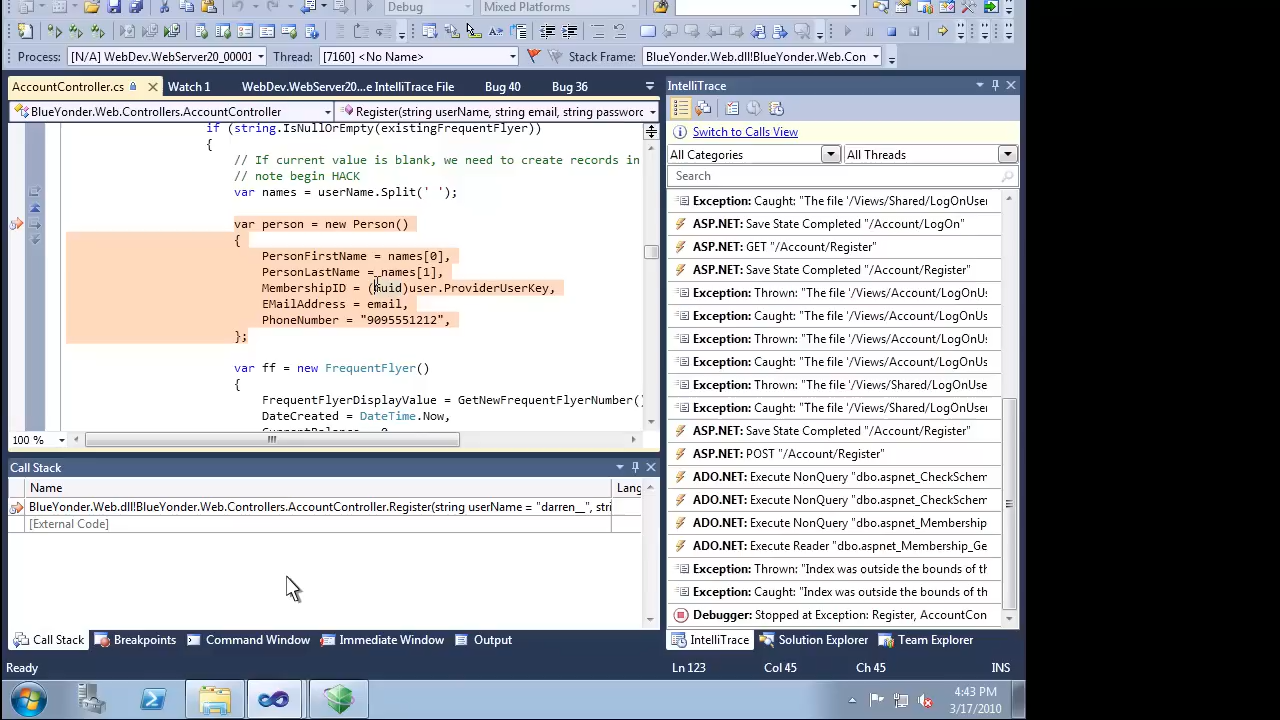 Debug
Mixed Platforms
Process:
[N/A] WebDev.WebServer20_00001
Thread:
[7160] <No Name>
Stack Frame:
BlueYonder.Web.dll!BlueYonder.Web.Con
AccountController.cs
Watch 1
WebDev.WebServer20...e IntelliTrace File
Bug 40
Bug 36
BlueYonder.Web.Controllers.AccountController
Register(string userName, string email, string password
if (string.IsNullOrEmpty(existingFrequentFlyer))
{
// If current value is blank, we need to create records in
// note begin HACK
var names = userName.Split(' ');
var person = new Person()
{
PersonFirstName = names[0],
PersonLastName = names[1],
MembershipID = (Guid)user.ProviderUserKey,
EMailAddress = email,
PhoneNumber = "9095551212",
};
var ff = new FrequentFlyer()
{
FrequentFlyerDisplayValue = GetNewFrequentFlyerNumber()
DateCreated = DateTime.Now,
100 %
Call Stack
Name
Lang
BlueYonder.Web.dll!BlueYonder.Web.Controllers.AccountController.Register(string userName = "darren__", stri
[External Code]
Call Stack
Breakpoints
Command Window
Immediate Window
Output
IntelliTrace
Switch to Calls View
All Categories
All Threads
Search
Exception: Caught: "The file '/Views/Shared/LogOnUser
ASP.NET: Save State Completed "/Account/LogOn"
ASP.NET: GET "/Account/Register"
ASP.NET: Save State Completed "/Account/Register"
Exception: Thrown: "The file '/Views/Account/LogOnUs
Exception: Caught: "The file '/Views/Account/LogOnUs
Exception: Thrown: "The file '/Views/Account/LogOnUs
Exception: Caught: "The file '/Views/Account/LogOnUs
Exception: Thrown: "The file '/Views/Shared/LogOnUse
Exception: Caught: "The file '/Views/Shared/LogOnUser
ASP.NET: Save State Completed "/Account/Register"
ASP.NET: POST "/Account/Register"
ADO.NET: Execute NonQuery "dbo.aspnet_CheckSchem
ADO.NET: Execute NonQuery "dbo.aspnet_CheckSchem
ADO.NET: Execute NonQuery "dbo.aspnet_Membership
ADO.NET: Execute Reader "dbo.aspnet_Membership_Ge
Exception: Thrown: "Index was outside the bounds of th
Exception: Caught: "Index was outside the bounds of th
Debugger: Stopped at Exception: Register, AccountCon
IntelliTrace
Solution Explorer
Team Explorer
Ready
Ln 123
Col 45
Ch 45
INS
4:43 PM
3/17/2010